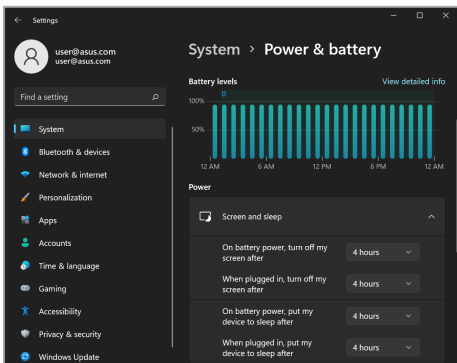 Settings
user@asus.com
user@asus.com
Find a setting
System
Bluetooth & devices
Network & internet
Personalization
Apps
Accounts
Time & language
Gaming
Accessibility
Privacy & security
Windows Update
System > Power & battery
Battery levels
View detailed info
100%
50%
12 AM 6 AM 12 PM 6 PM 12 AM
Power
Screen and sleep
On battery power, turn off my
screen after
4 hours
When plugged in, turn off my
screen after
4 hours
On battery power, put my
device to sleep after
4 hours
When plugged in, put my
device to sleep after
4 hours